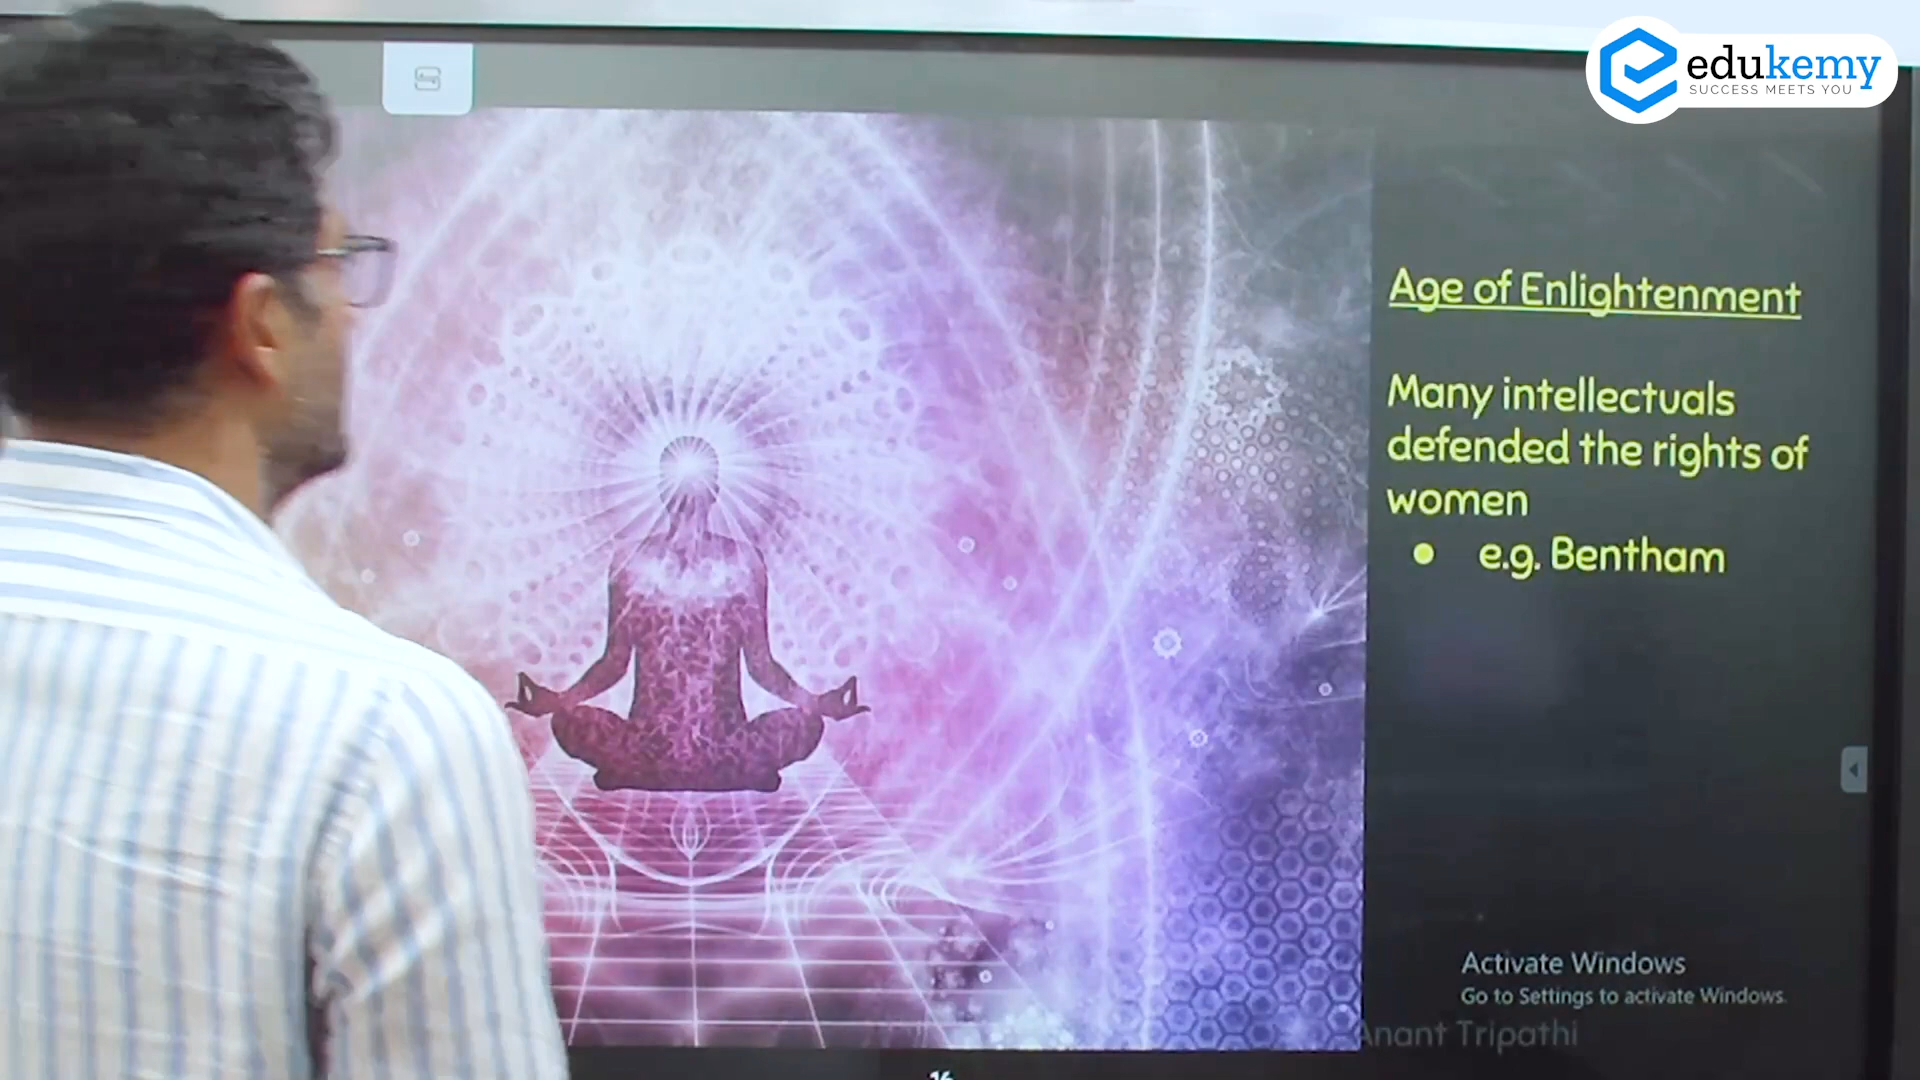 edukemy
SUCCESS MEETS YOU
Age of Enlightenment
Many intellectuals
defended the rights of
women
● e.g. Bentham
Activate Windows
Go to Settings to activate Windows.
Anant Tripathi
16